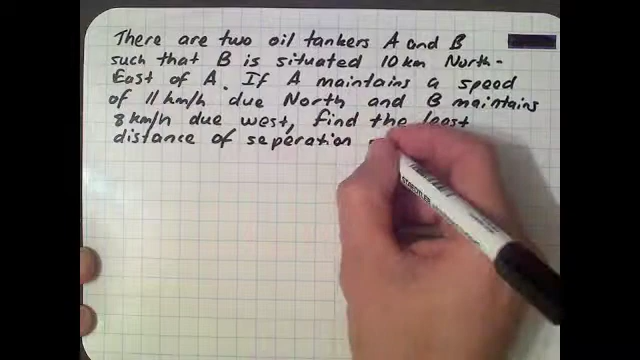 There are two oil tankers A and B
such that B is situated 10 km North-
East of A. If A maintains a speed
of 11 km/h due North and B maintains
8 km/h due west, find the least
distance of seperation
STAEDTLER